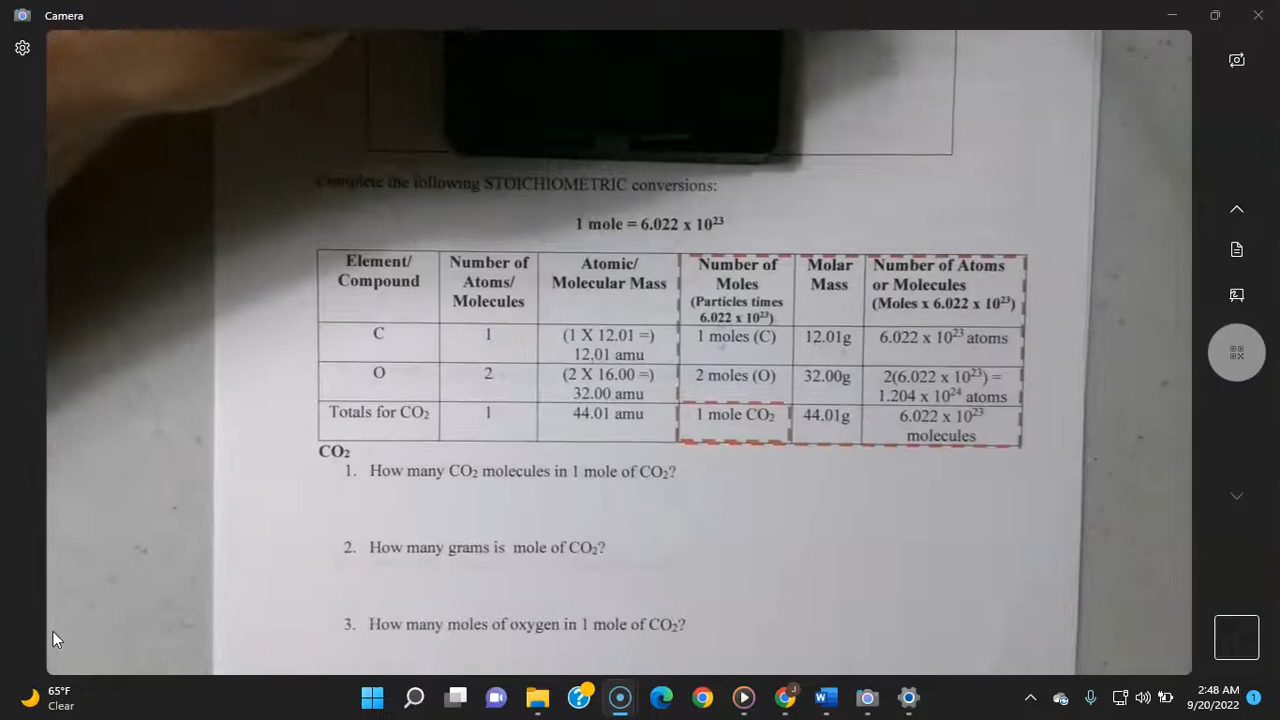 Camera
Complete the following STOICHIOMETRIC conversions:
1 mole = 6.022 x 10²³
Element/ Compound | Number of Atoms/ Molecules | Atomic/ Molecular Mass | Number of Moles (Particles times 6.022 x 10²³) | Molar Mass | Number of Atoms or Molecules (Moles x 6.022 x 10²³)
C | 1 | (1 X 12.01 =) 12.01 amu | 1 moles (C) | 12.01g | 6.022 x 10²³ atoms
O | 2 | (2 X 16.00 =) 32.00 amu | 2 moles (O) | 32.00g | 2(6.022 x 10²³) = 1.204 x 10²⁴ atoms
Totals for CO₂ | 1 | 44.01 amu | 1 mole CO₂ | 44.01g | 6.022 x 10²³ molecules
CO₂
1. How many CO₂ molecules in 1 mole of CO₂?
2. How many grams is mole of CO₂?
3. How many moles of oxygen in 1 mole of CO₂?
65°F
Clear
2:48 AM
9/20/2022
1